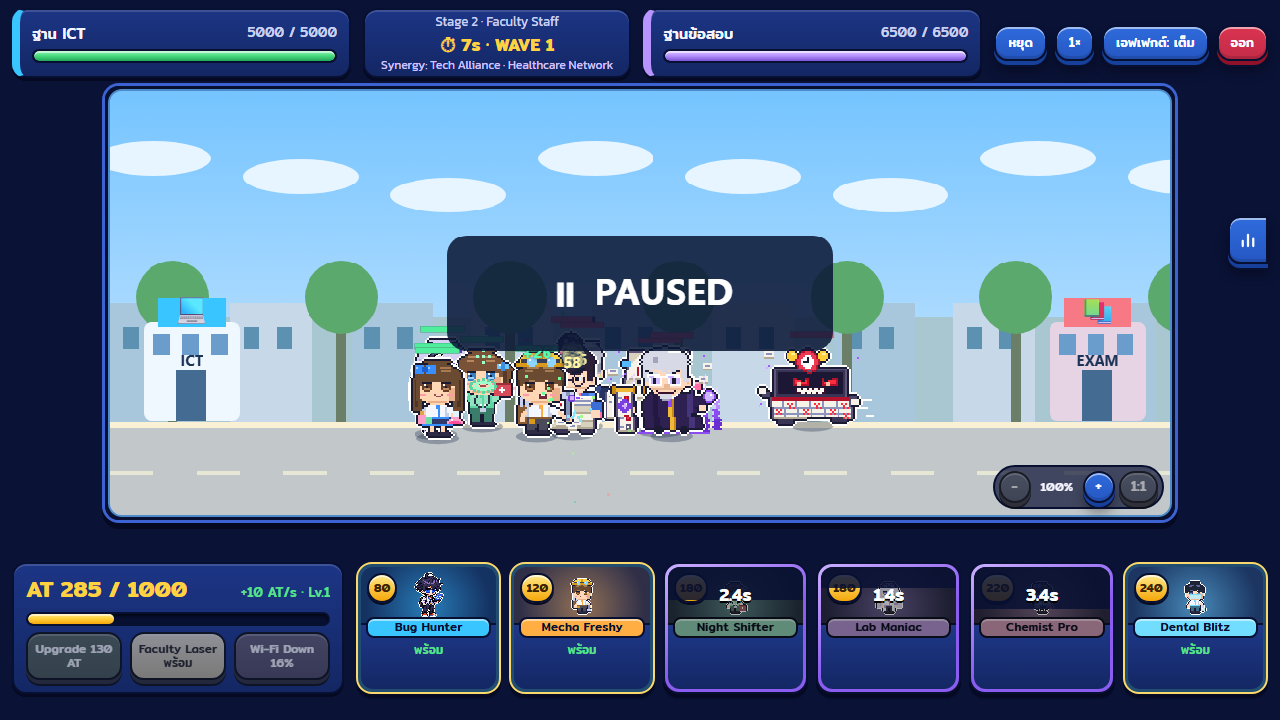 ฐาน ICT
5000 / 5000
Stage 2 · Faculty Staff
7s · WAVE 1
Synergy: Tech Alliance · Healthcare Network
ฐานข้อสอบ
6500 / 6500
หยุด
1×
เอฟเฟกต์: เต็ม
ออก
PAUSED
ICT
EXAM
58
100%
1:1
AT 285 / 1000
+10 AT/s · Lv.1
Upgrade 130
AT
Faculty Laser
พร้อม
Wi-Fi Down
16%
80
Bug Hunter
พร้อม
120
Mecha Freshy
พร้อม
180
2.4s
Night Shifter
180
1.4s
Lab Maniac
220
3.4s
Chemist Pro
240
Dental Blitz
พร้อม